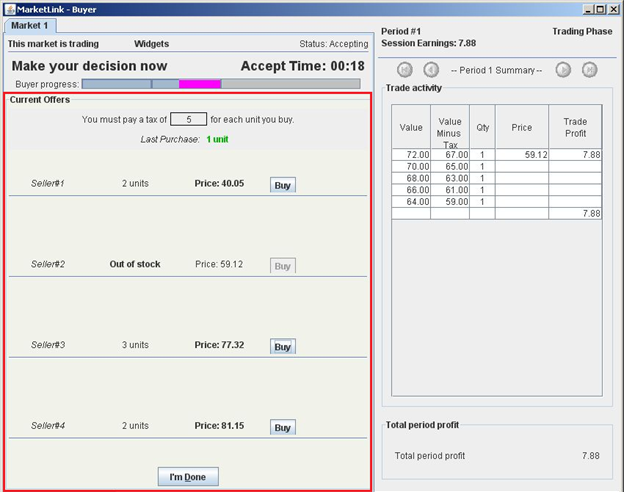 MarketLink - Buyer
Market 1
This market is trading Widgets Status: Accepting
Make your decision now Accept Time: 00:18
Buyer progress:
Current Offers
You must pay a tax of 5 for each unit you buy.
Last Purchase: 1 unit
Seller#1 2 units Price: 40.05 Buy
Seller#2 Out of stock Price: 59.12 Buy
Seller#3 3 units Price: 77.32 Buy
Seller#4 2 units Price: 81.15 Buy
I'm Done
Period #1 Trading Phase
Session Earnings: 7.88
-- Period 1 Summary --
Trade activity
Value Value Minus Tax Qty Price Trade Profit
72.00 67.00 1 59.12 7.88
70.00 65.00 1
68.00 63.00 1
66.00 61.00 1
64.00 59.00 1
7.88
Total period profit
Total period profit 7.88